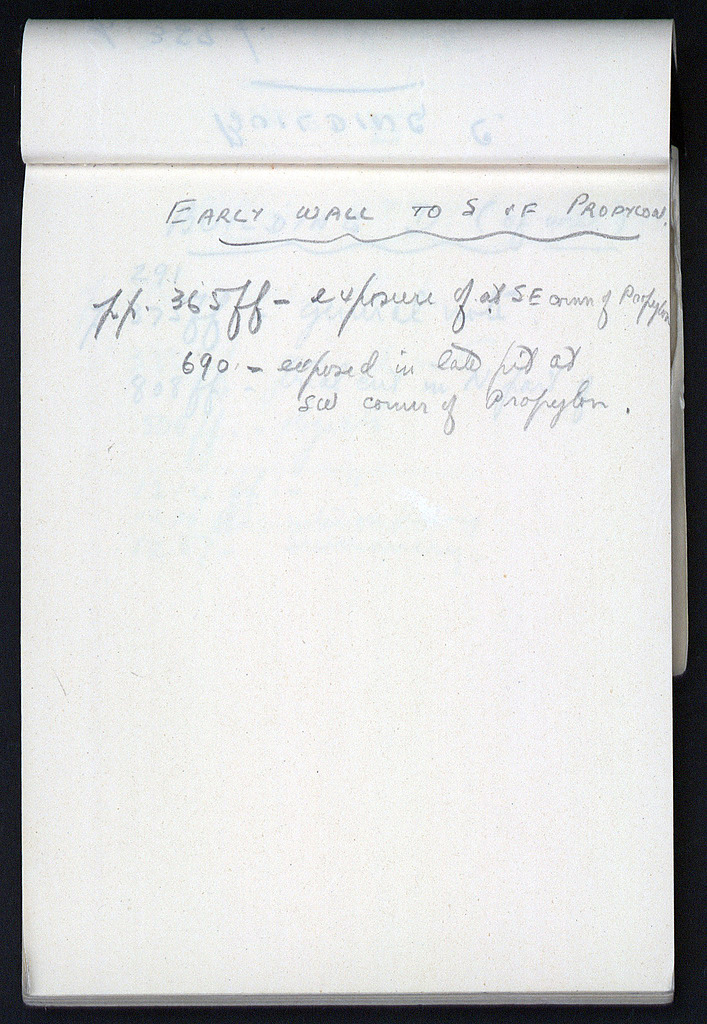 EARLY WALL TO S OF PROPYLON.
pp. 365ff - exposure of at SE corner of Propylon
690 - exposed in late pit at
SW corner of Propylon.
BUILDING C.